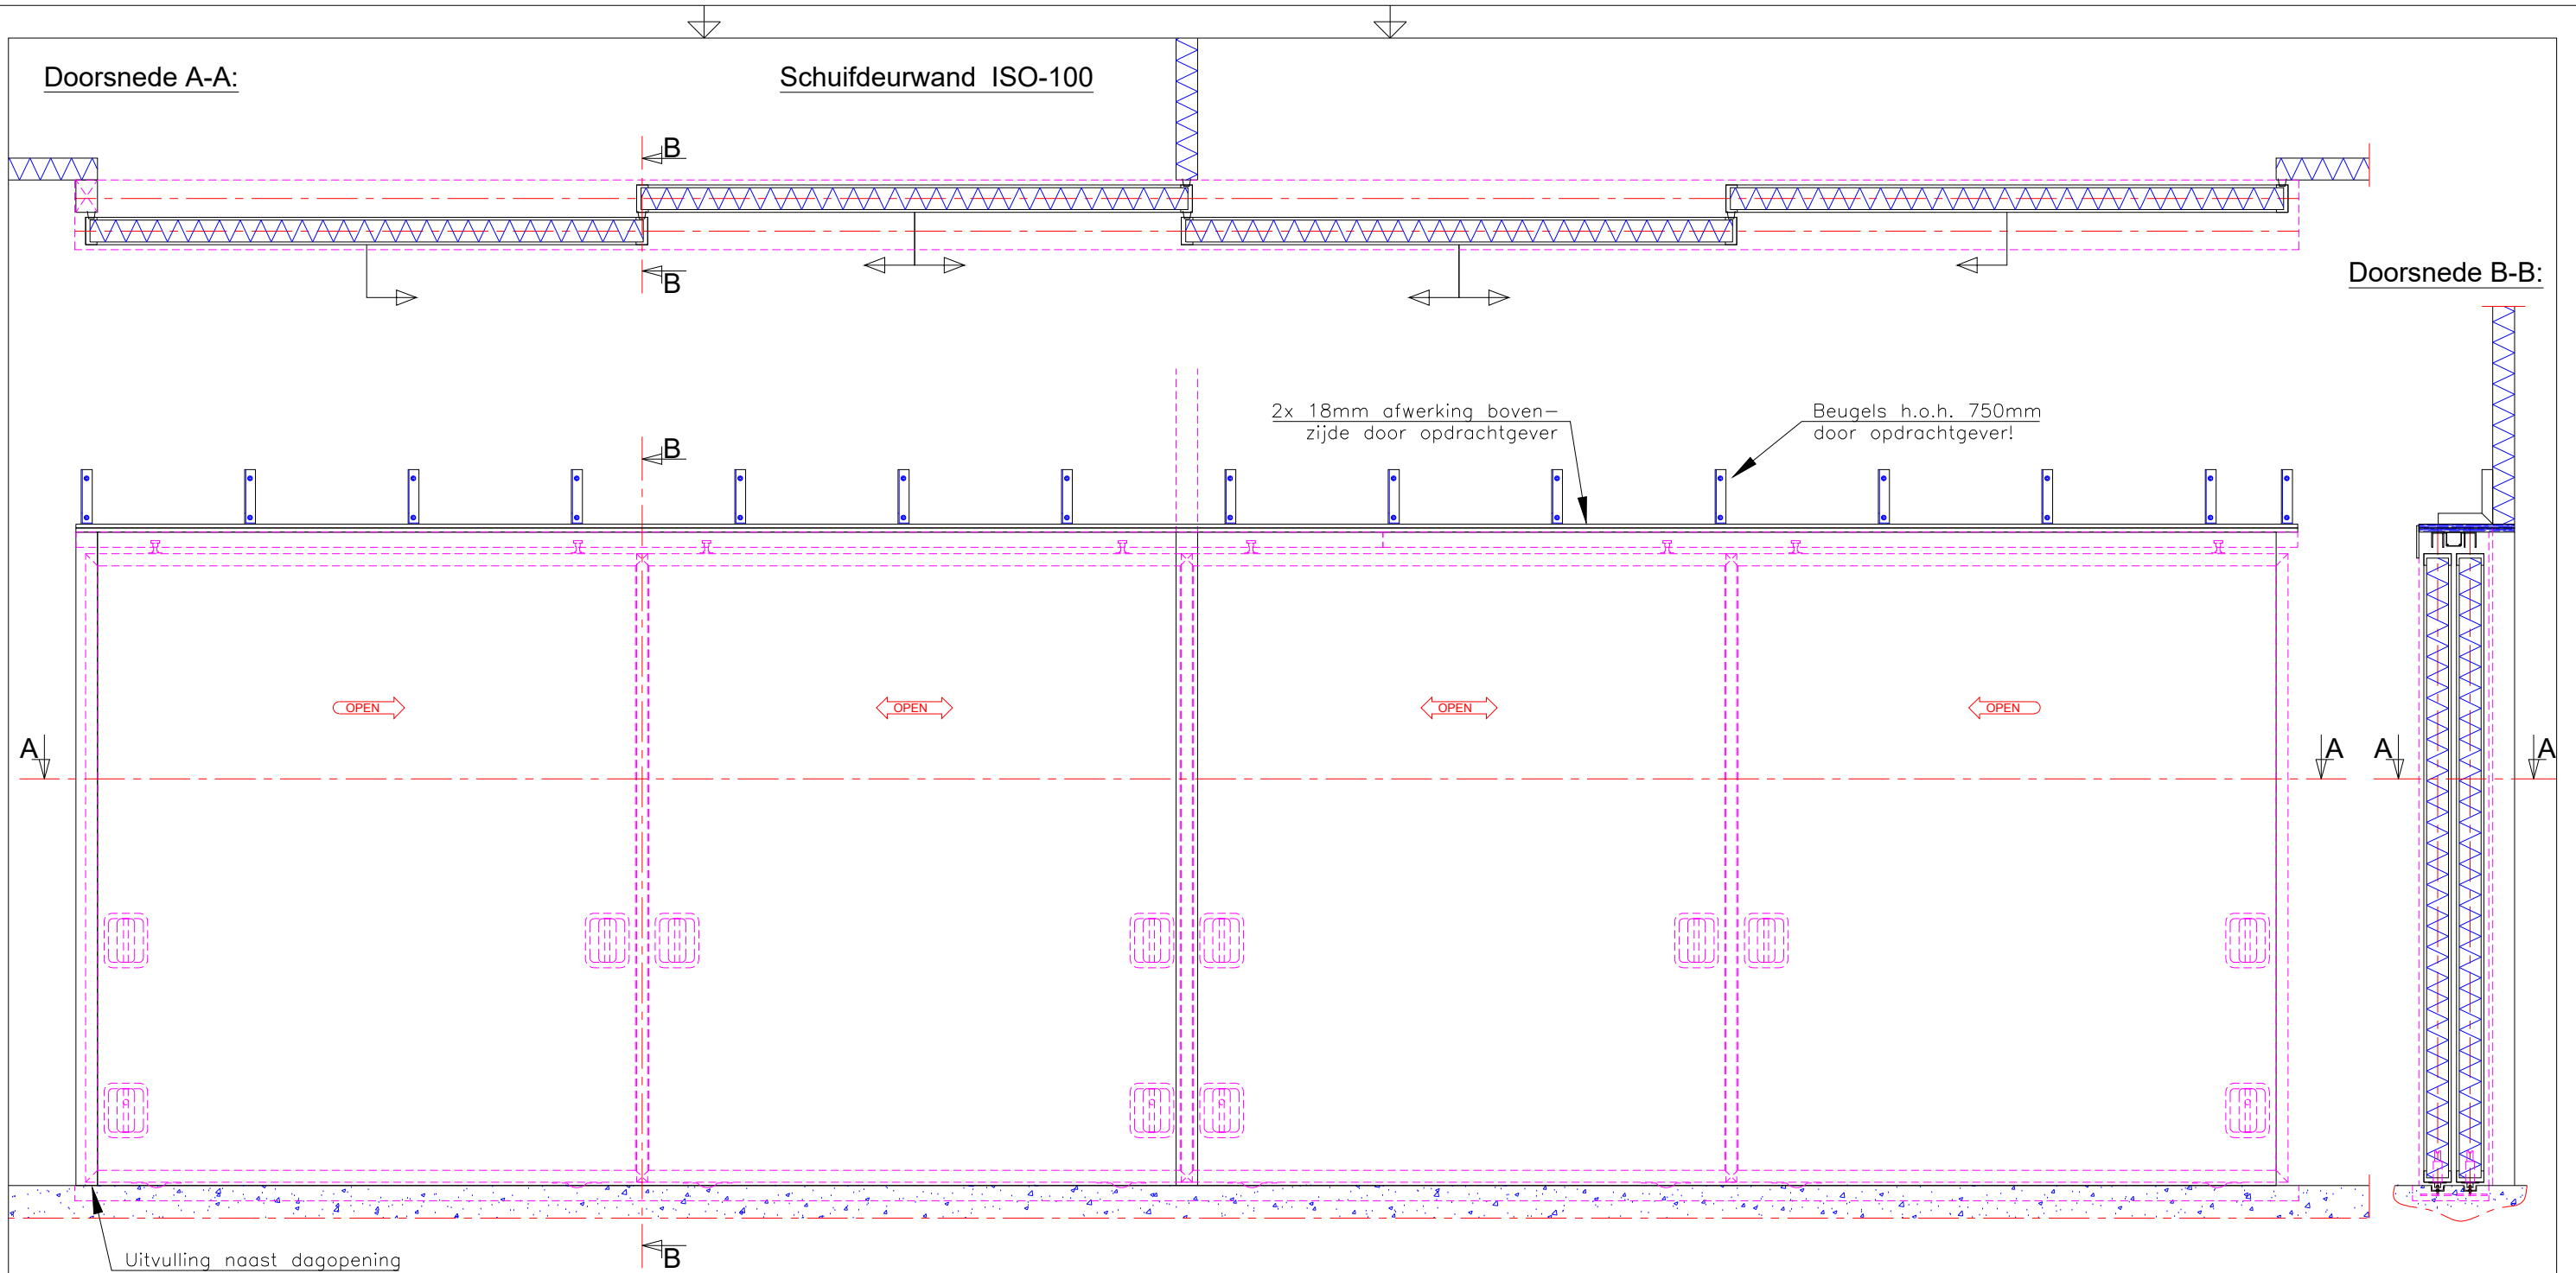 Doorsnede A-A:
Schuifdeurwand ISO-100
B
B
Doorsnede B-B:
2x 18mm afwerking boven-
zijde door opdrachtgever
Beugels h.o.h. 750mm
door opdrachtgever!
B
OPEN
OPEN
OPEN
OPEN
A
A
A
A
Uitvulling naast dagopening
B